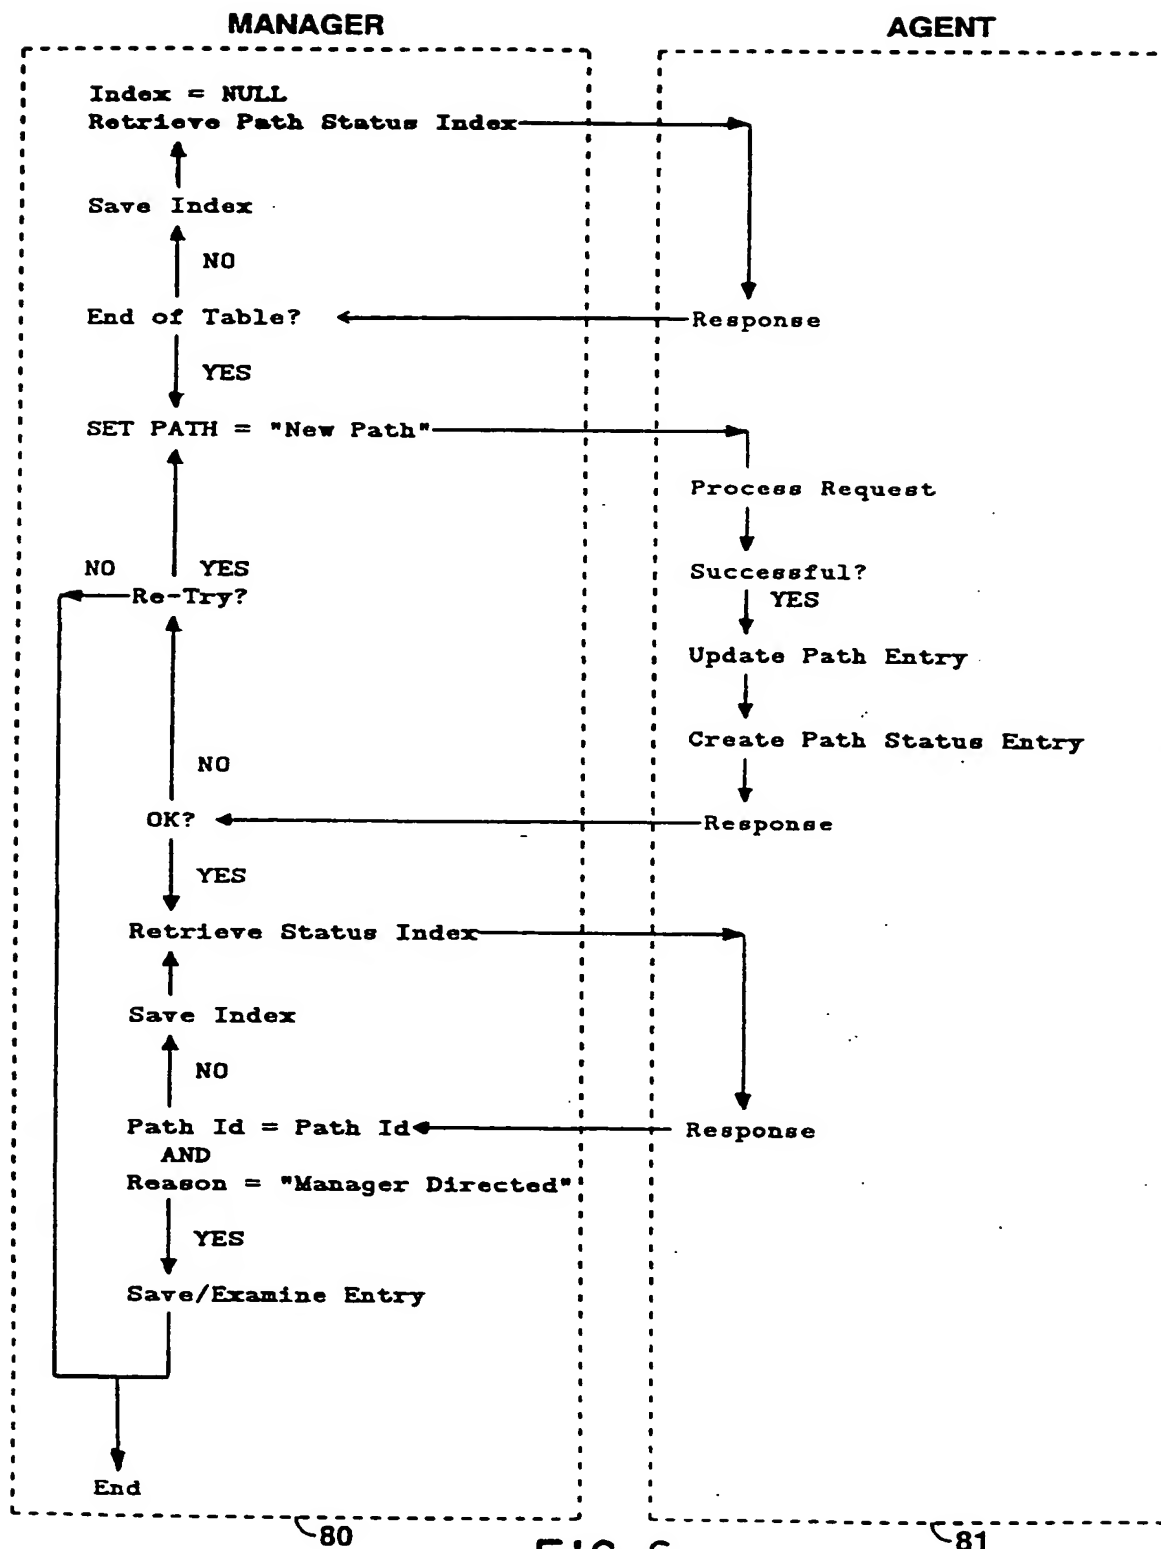 MANAGER
AGENT
Index = NULL
Retrieve Path Status Index
Save Index
NO
End of Table?
Response
YES
SET PATH = "New Path"
Process Request
NO YES
Successful?
Re-Try?
YES
Update Path Entry
Create Path Status Entry
NO
OK?
Response
YES
Retrieve Status Index
Save Index
NO
Path Id = Path Id
Response
AND
Reason = "Manager Directed"
YES
Save/Examine Entry
End
80
81